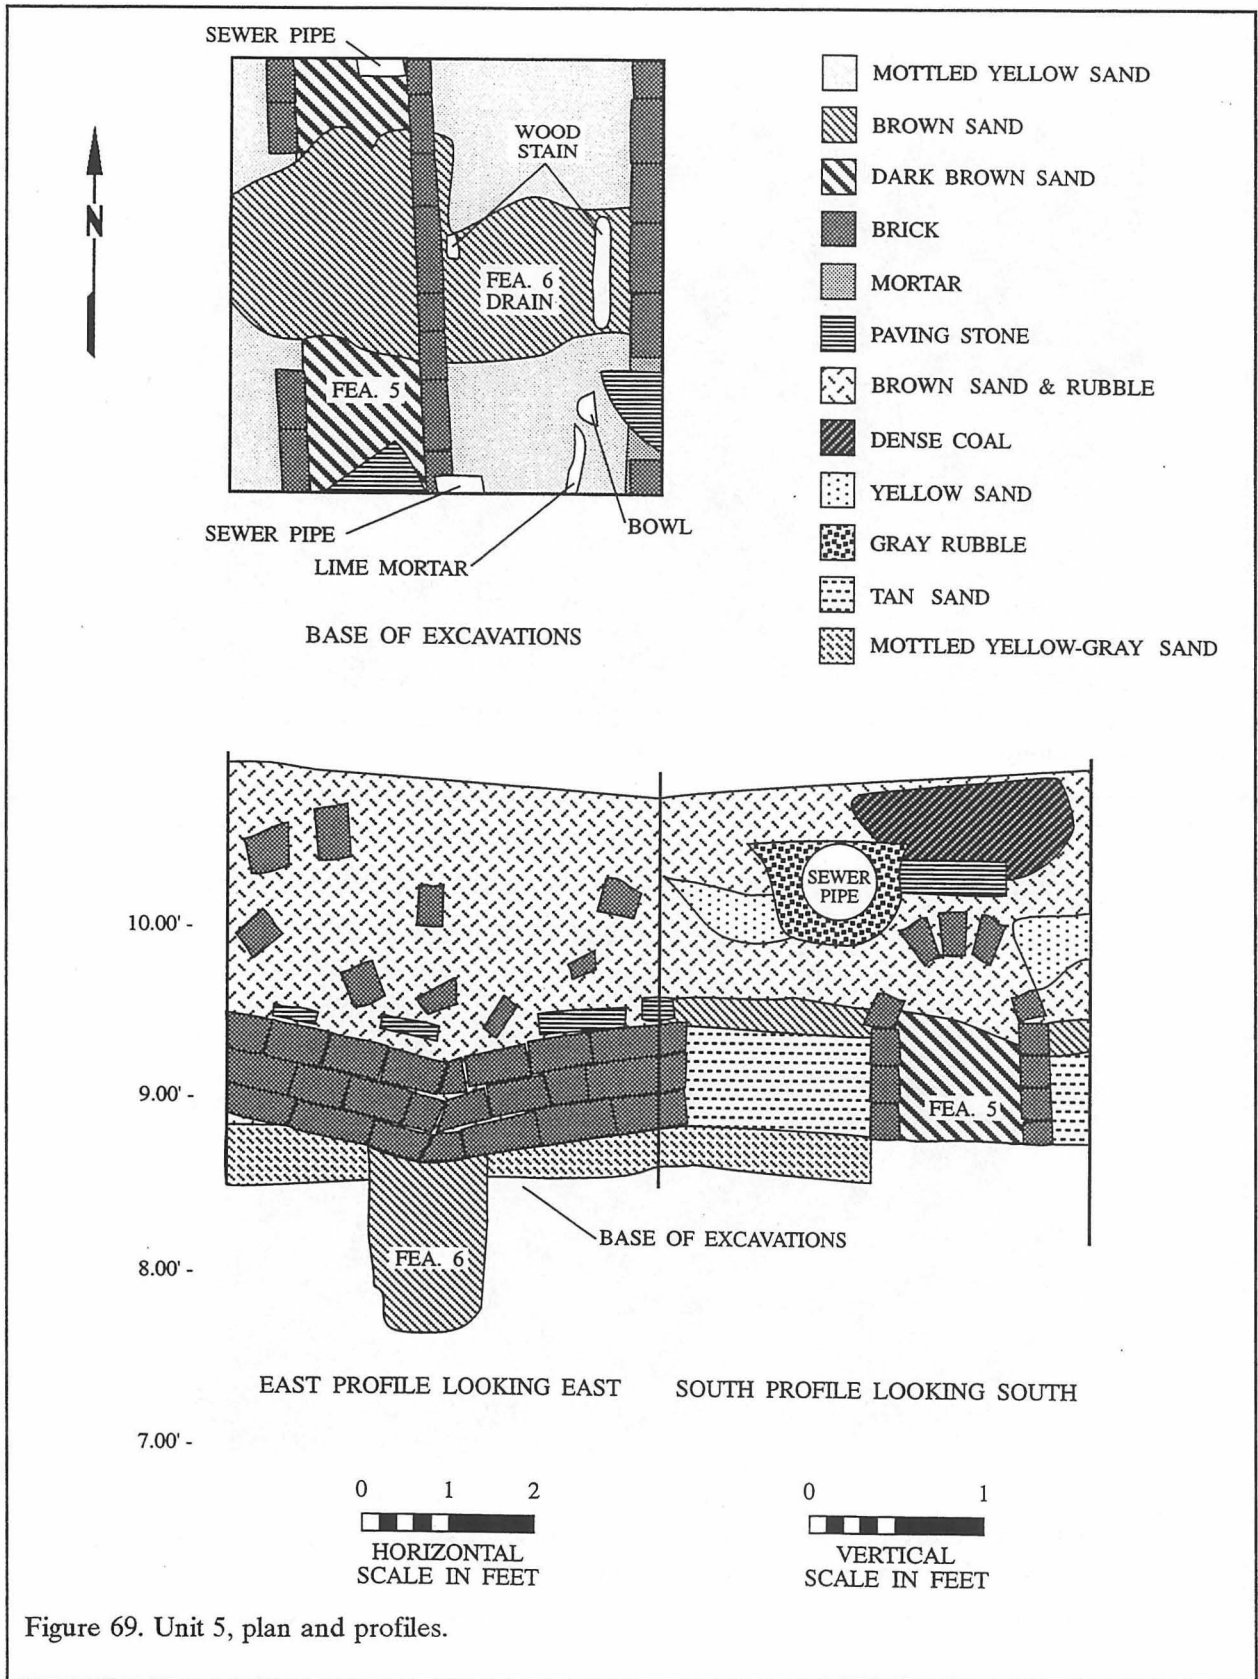 SEWER PIPE
WOOD
STAIN
N
FEA. 6
DRAIN
FEA. 5
SEWER PIPE
LIME MORTAR
BOWL
BASE OF EXCAVATIONS
MOTTLED YELLOW SAND
BROWN SAND
DARK BROWN SAND
BRICK
MORTAR
PAVING STONE
BROWN SAND & RUBBLE
DENSE COAL
YELLOW SAND
GRAY RUBBLE
TAN SAND
MOTTLED YELLOW-GRAY SAND
SEWER
PIPE
10.00' -
9.00' -
FEA. 5
BASE OF EXCAVATIONS
FEA. 6
8.00' -
EAST PROFILE LOOKING EAST
SOUTH PROFILE LOOKING SOUTH
7.00' -
0 1 2
HORIZONTAL
SCALE IN FEET
0 1
VERTICAL
SCALE IN FEET
Figure 69. Unit 5, plan and profiles.